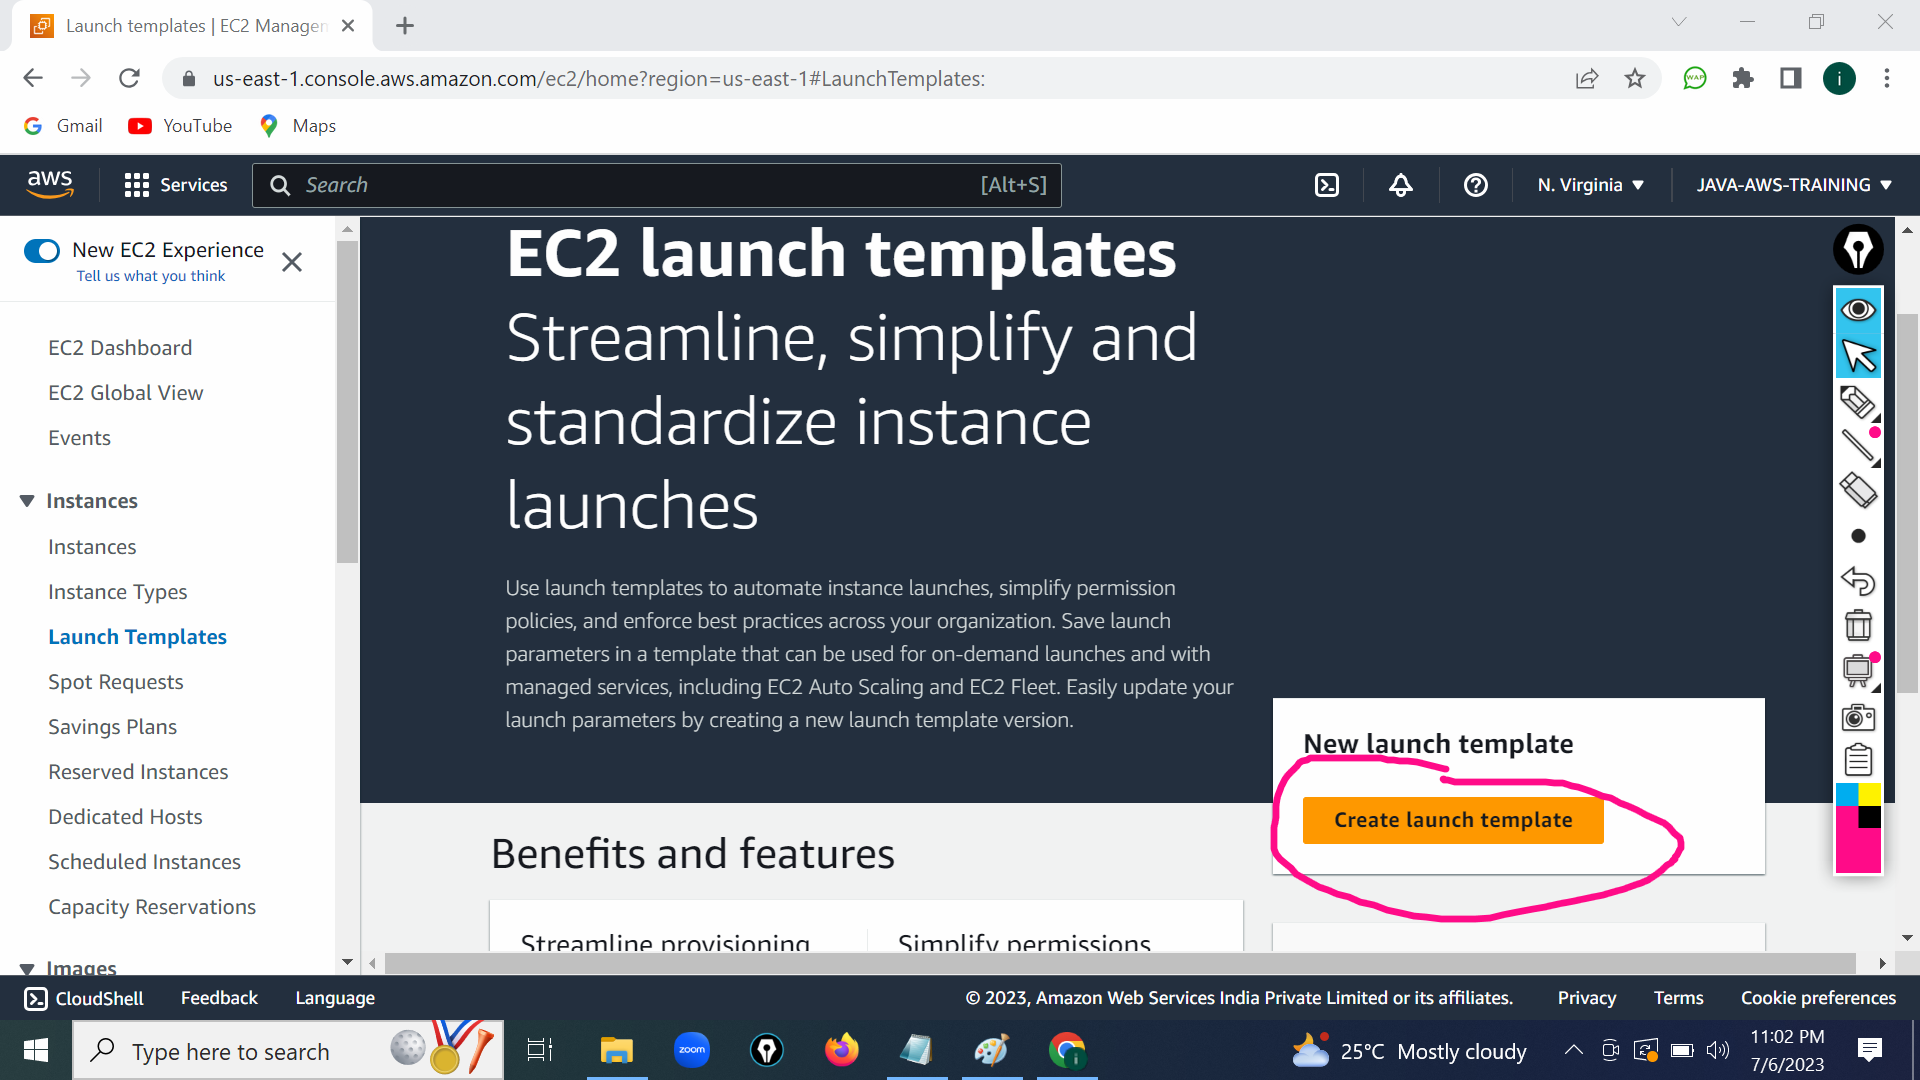 Launch templates | EC2 Managen
us-east-1.console.aws.amazon.com/ec2/home?region=us-east-1#LaunchTemplates:
WAP
i
Gmail
YouTube
Maps
aws
Services
Search
[Alt+S]
N. Virginia
JAVA-AWS-TRAINING
New EC2 Experience
Tell us what you think
EC2 Dashboard
EC2 Global View
Events
Instances
Instances
Instance Types
Launch Templates
Spot Requests
Savings Plans
Reserved Instances
Dedicated Hosts
Scheduled Instances
Capacity Reservations
Images
EC2 launch templates
Streamline, simplify and
standardize instance
launches
Use launch templates to automate instance launches, simplify permission
policies, and enforce best practices across your organization. Save launch
parameters in a template that can be used for on-demand launches and with
managed services, including EC2 Auto Scaling and EC2 Fleet. Easily update your
launch parameters by creating a new launch template version.
New launch template
Create launch template
Benefits and features
Streamline provisioning
Simplify permissions
CloudShell
Feedback
Language
© 2023, Amazon Web Services India Private Limited or its affiliates.
Privacy
Terms
Cookie preferences
Type here to search
zoom
i
25°C Mostly cloudy
11:02 PM
7/6/2023